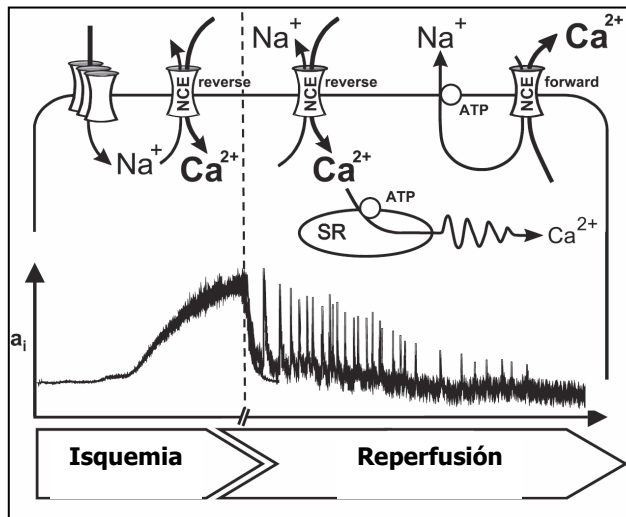 Ca²⁺
Na⁺
Na⁺
NCE
reverse
NCE
reverse
ATP
NCE
forward
Na⁺
Ca²⁺
Ca²⁺
ATP
SR
Ca²⁺
aᵢ
Isquemia
Reperfusión